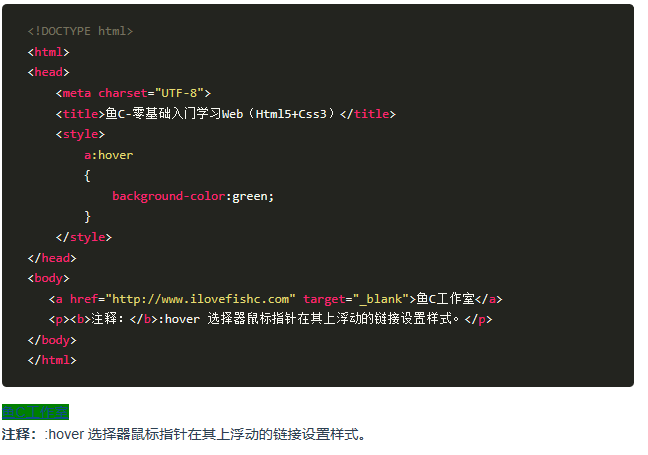 <!DOCTYPE html>
<html>
<head>
    <meta charset="UTF-8">
    <title>鱼C-零基础入门学习Web（Html5+Css3）</title>
    <style>
        a:hover
        {
            background-color:green;
        }
    </style>
</head>
<body>
   <a href="http://www.ilovefishc.com" target="_blank">鱼C工作室</a>
   <p><b>注释：</b>:hover 选择器鼠标指针在其上浮动的链接设置样式。</p>
</body>
</html>
鱼C工作室
注释：:hover 选择器鼠标指针在其上浮动的链接设置样式。